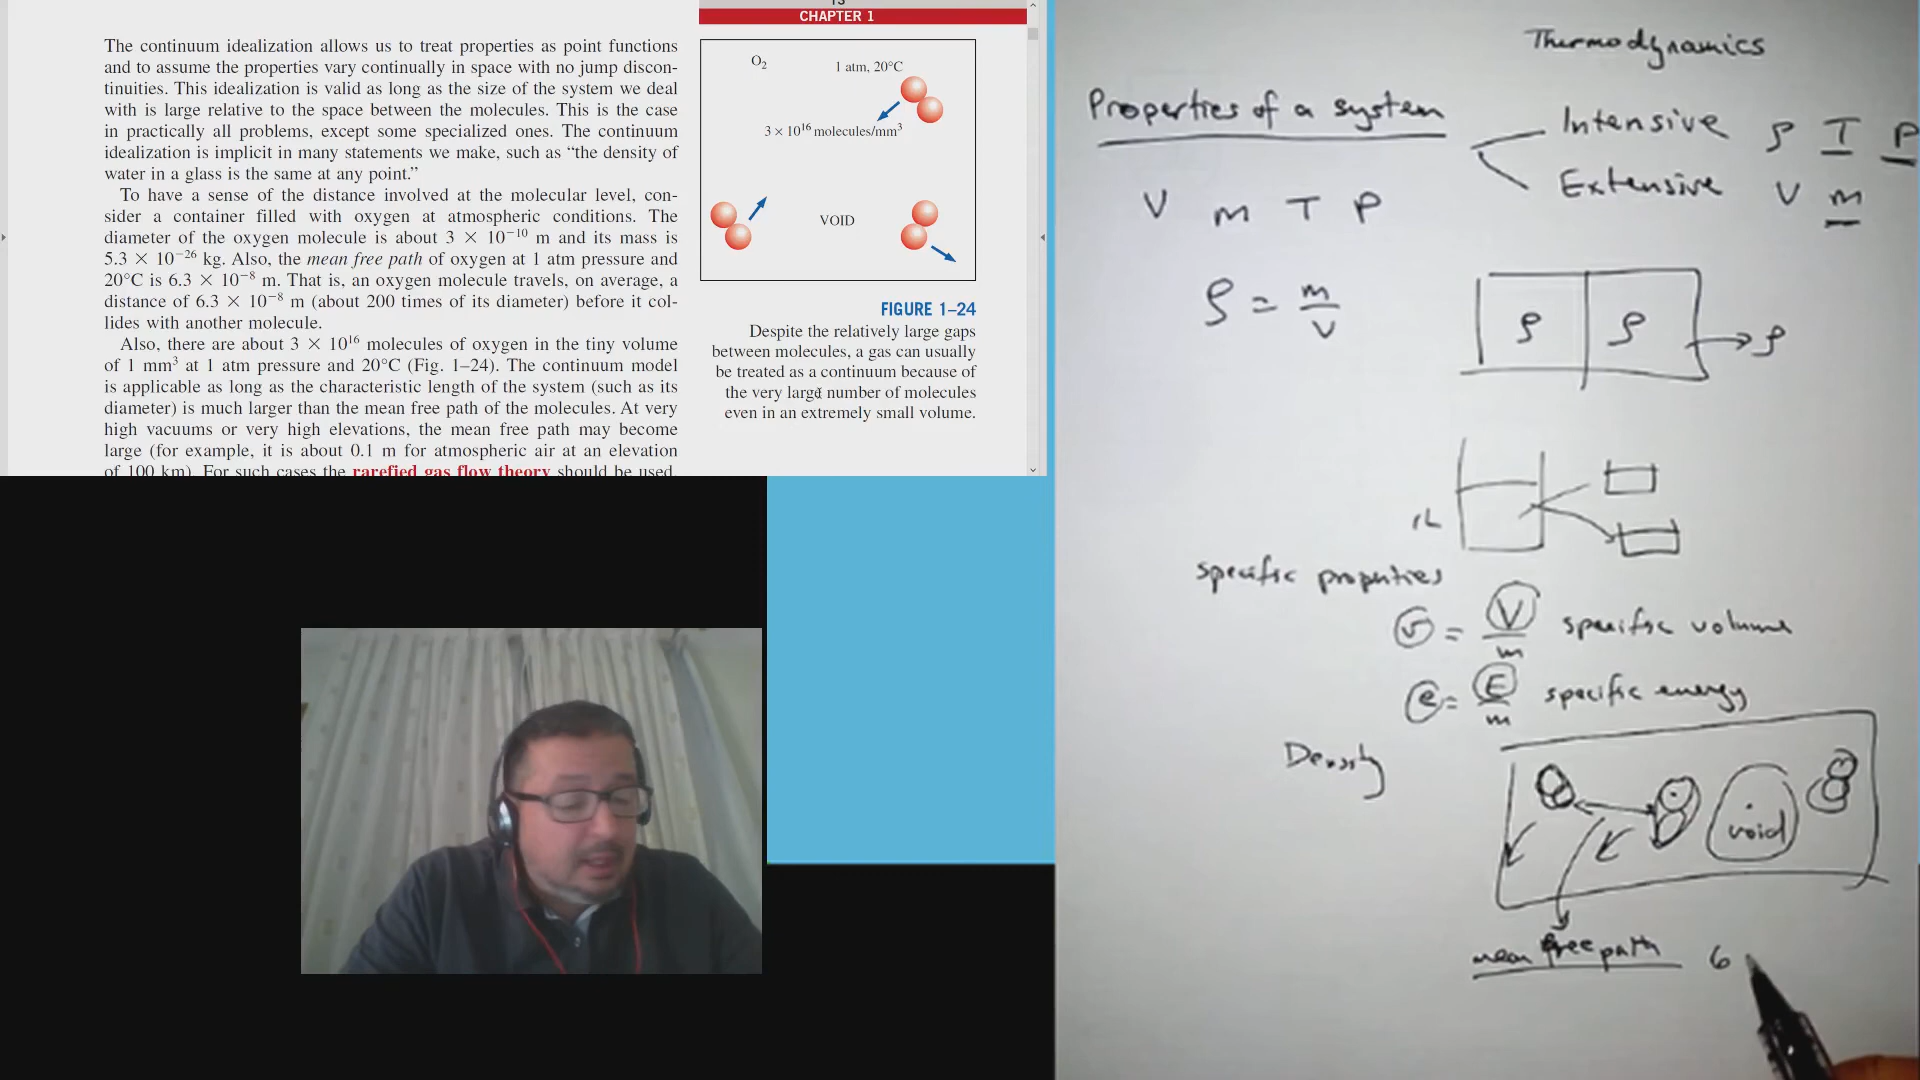 13
CHAPTER 1
The continuum idealization allows us to treat properties as point functions
and to assume the properties vary continually in space with no jump discon-
tinuities. This idealization is valid as long as the size of the system we deal
with is large relative to the space between the molecules. This is the case
in practically all problems, except some specialized ones. The continuum
idealization is implicit in many statements we make, such as “the density of
water in a glass is the same at any point.”
To have a sense of the distance involved at the molecular level, con-
sider a container filled with oxygen at atmospheric conditions. The
diameter of the oxygen molecule is about 3 × 10⁻¹⁰ m and its mass is
5.3 × 10⁻²⁶ kg. Also, the mean free path of oxygen at 1 atm pressure and
20°C is 6.3 × 10⁻⁸ m. That is, an oxygen molecule travels, on average, a
distance of 6.3 × 10⁻⁸ m (about 200 times of its diameter) before it col-
lides with another molecule.
Also, there are about 3 × 10¹⁶ molecules of oxygen in the tiny volume
of 1 mm³ at 1 atm pressure and 20°C (Fig. 1–24). The continuum model
is applicable as long as the characteristic length of the system (such as its
diameter) is much larger than the mean free path of the molecules. At very
high vacuums or very high elevations, the mean free path may become
large (for example, it is about 0.1 m for atmospheric air at an elevation
of 100 km). For such cases the rarefied gas flow theory should be used,
O₂
1 atm, 20°C
3 × 10¹⁶ molecules/mm³
VOID
FIGURE 1–24
Despite the relatively large gaps
between molecules, a gas can usually
be treated as a continuum because of
the very large number of molecules
even in an extremely small volume.
Thermodynamics
Properties of a system
Intensive ρ T P
Extensive V m
V m T P
ρ = m/V
ρ ρ ρ
1L
specific properties
v = V/m specific volume
e = E/m specific energy
Density
void
mean free path 6